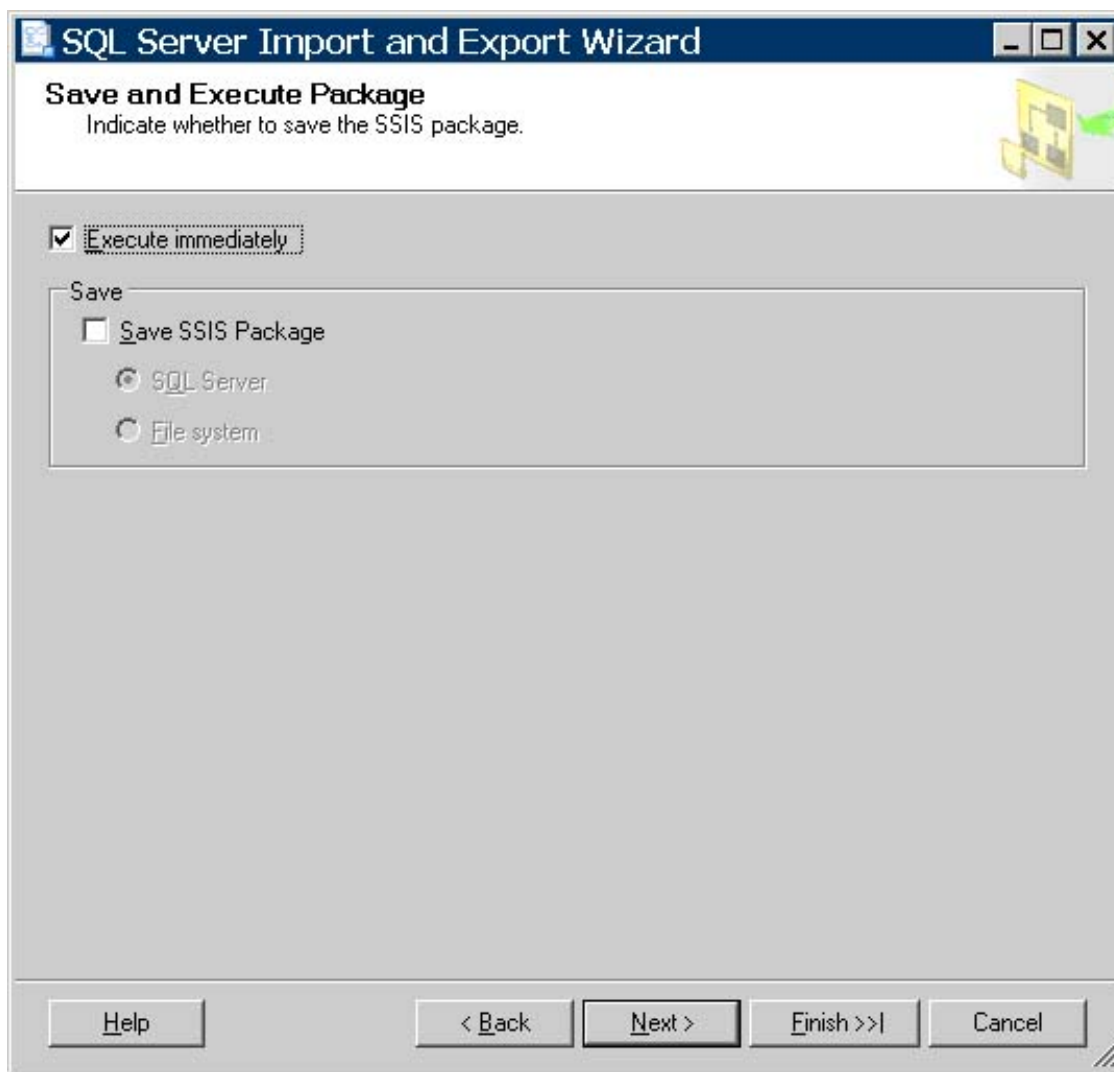 SQL Server Import and Export Wizard
Save and Execute Package
Indicate whether to save the SSIS package.
Execute immediately
Save
Save SSIS Package
SQL Server
File system
Help
< Back
Next >
Finish >>|
Cancel